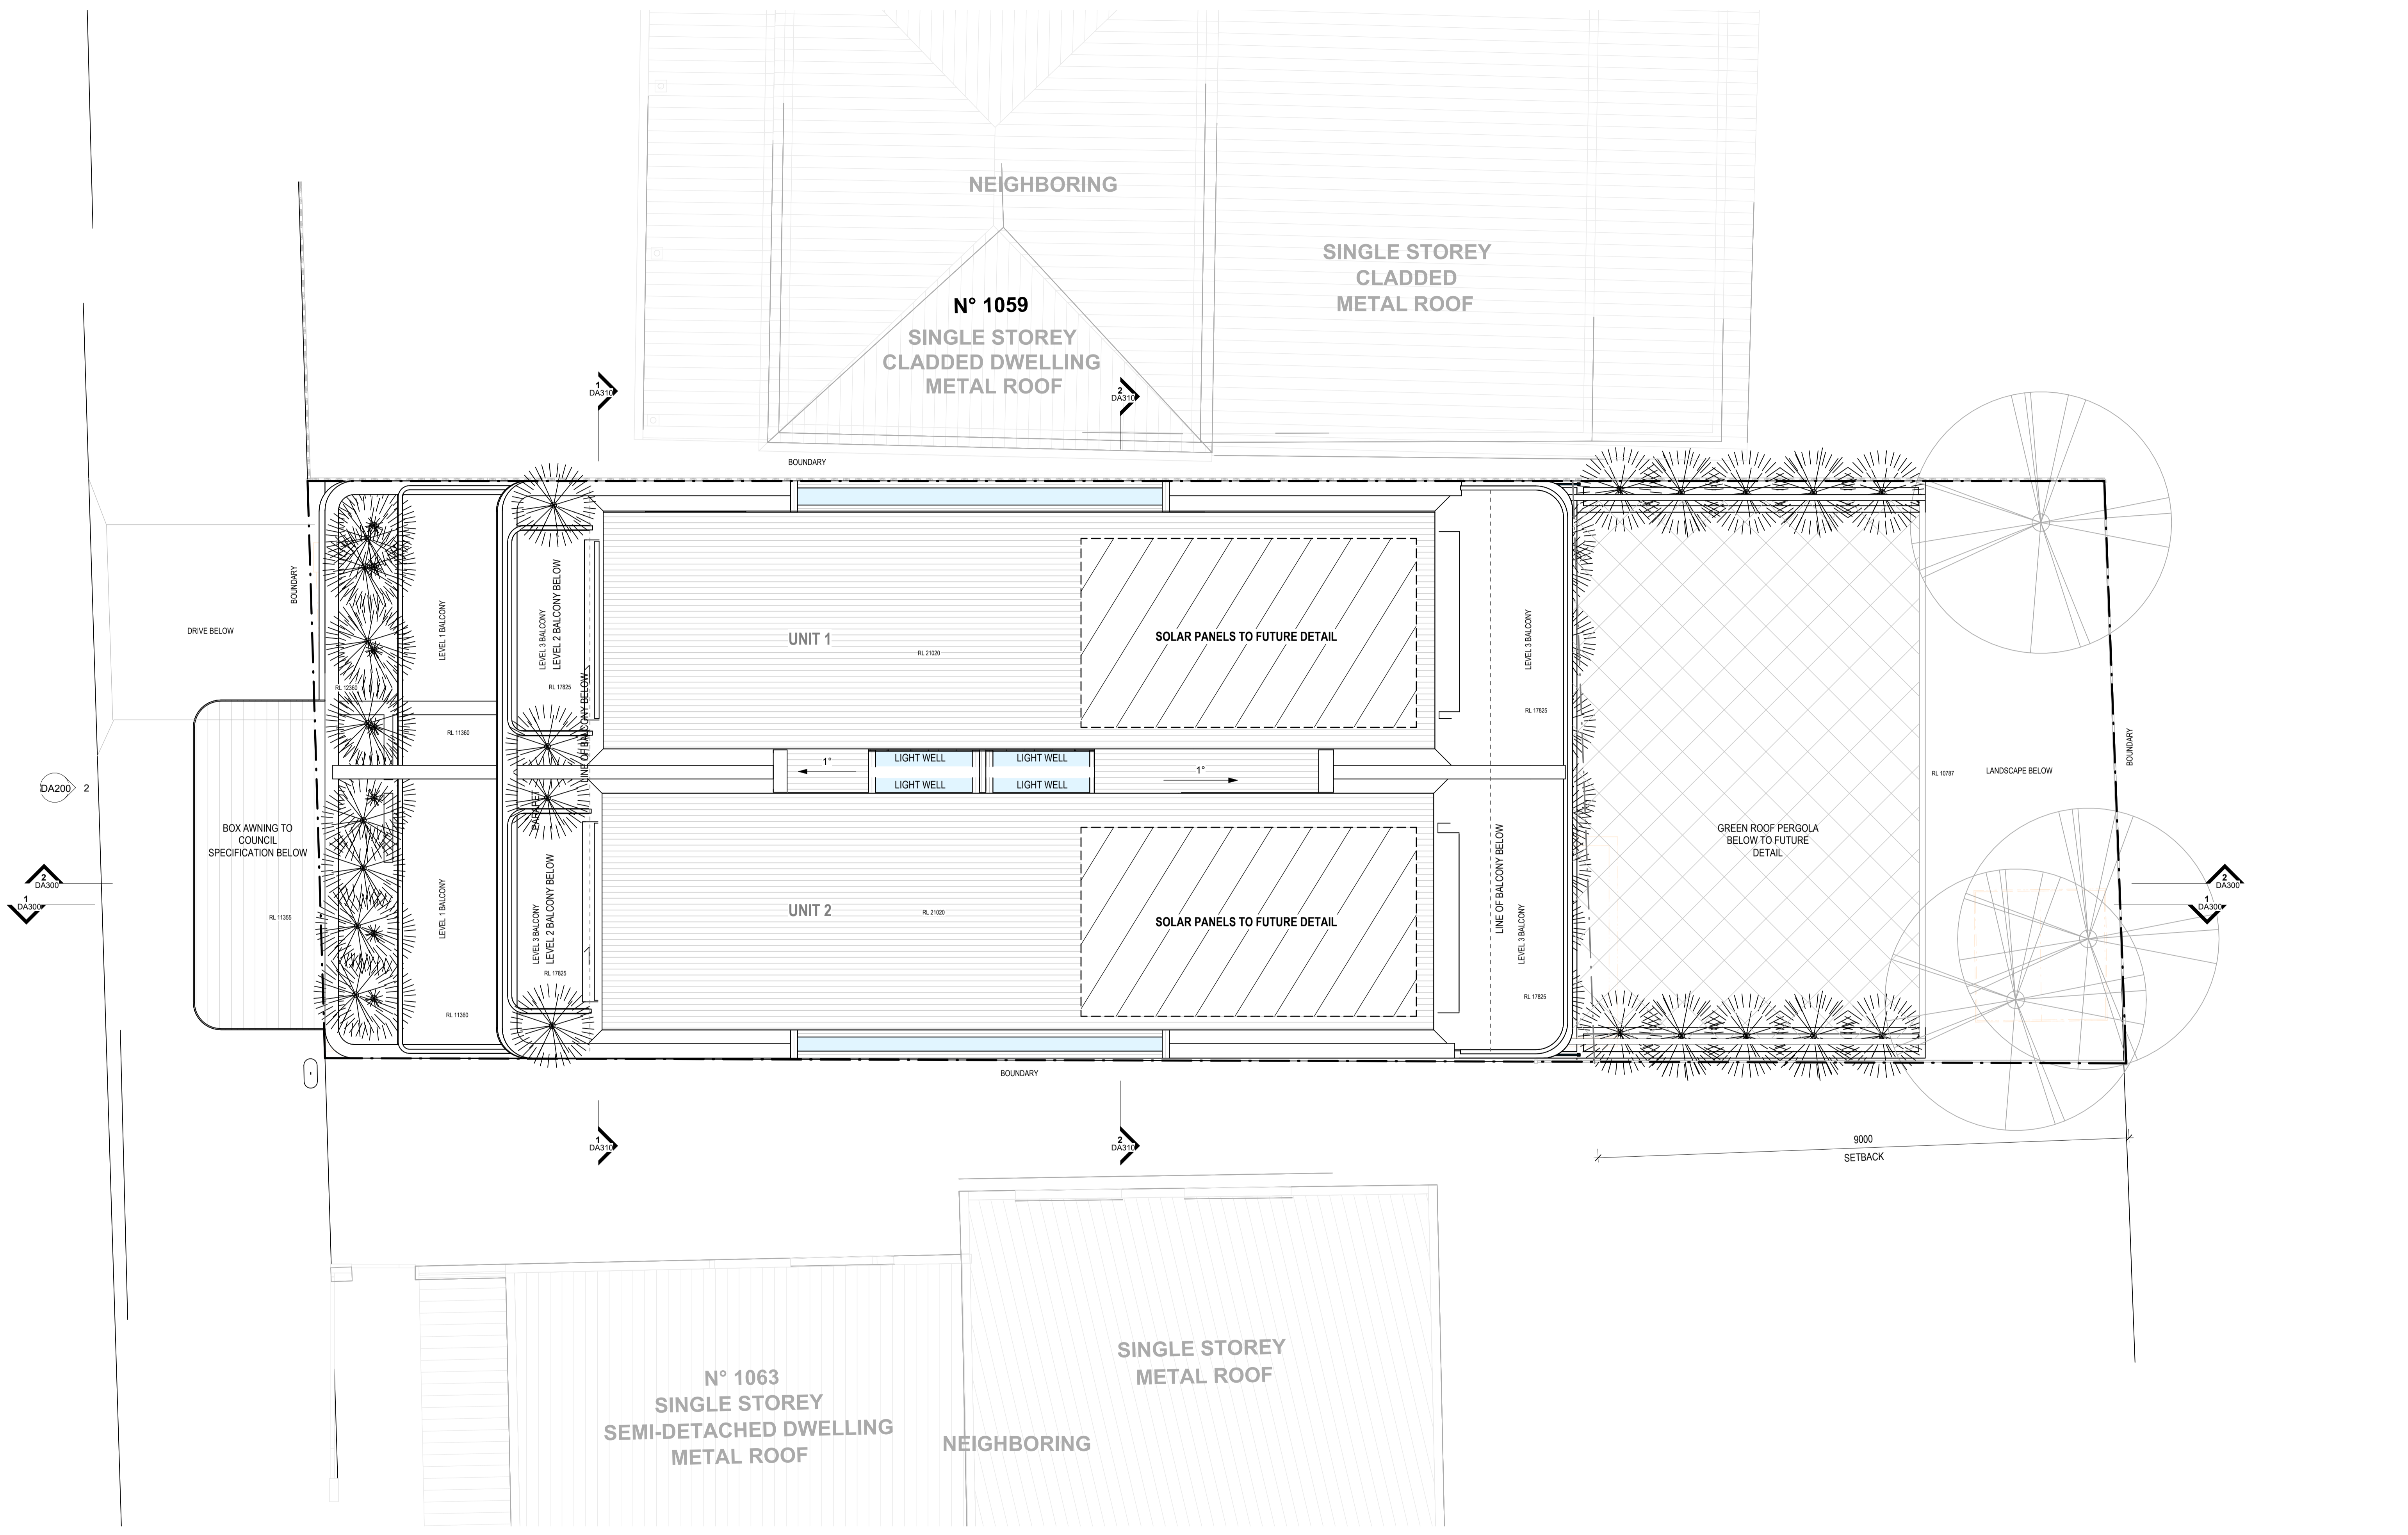 NEIGHBORING
SINGLE STOREY
CLADDED
METAL ROOF
N° 1059
SINGLE STOREY
CLADDED DWELLING
METAL ROOF
1
DA310
2
DA310
BOUNDARY
BOUNDARY
DRIVE BELOW
LEVEL 1 BALCONY
LEVEL 3 BALCONY
LEVEL 2 BALCONY BELOW
RL 17825
LINE OF BALCONY BELOW
RL 12360
RL 11360
UNIT 1
RL 21020
SOLAR PANELS TO FUTURE DETAIL
LEVEL 3 BALCONY
RL 17825
1°
LIGHT WELL
LIGHT WELL
LIGHT WELL
LIGHT WELL
1°
BOUNDARY
RL 10787
LANDSCAPE BELOW
DA200
2
PARAPET
BOX AWNING TO
COUNCIL
SPECIFICATION BELOW
RL 11355
LEVEL 1 BALCONY
RL 11360
LEVEL 3 BALCONY
LEVEL 2 BALCONY BELOW
RL 17825
UNIT 2
RL 21020
SOLAR PANELS TO FUTURE DETAIL
LINE OF BALCONY BELOW
LEVEL 3 BALCONY
RL 17825
GREEN ROOF PERGOLA
BELOW TO FUTURE
DETAIL
2
DA300
1
DA300
2
DA300
1
DA300
BOUNDARY
1
DA310
2
DA310
9000
SETBACK
N° 1063
SINGLE STOREY
SEMI-DETACHED DWELLING
METAL ROOF
NEIGHBORING
SINGLE STOREY
METAL ROOF